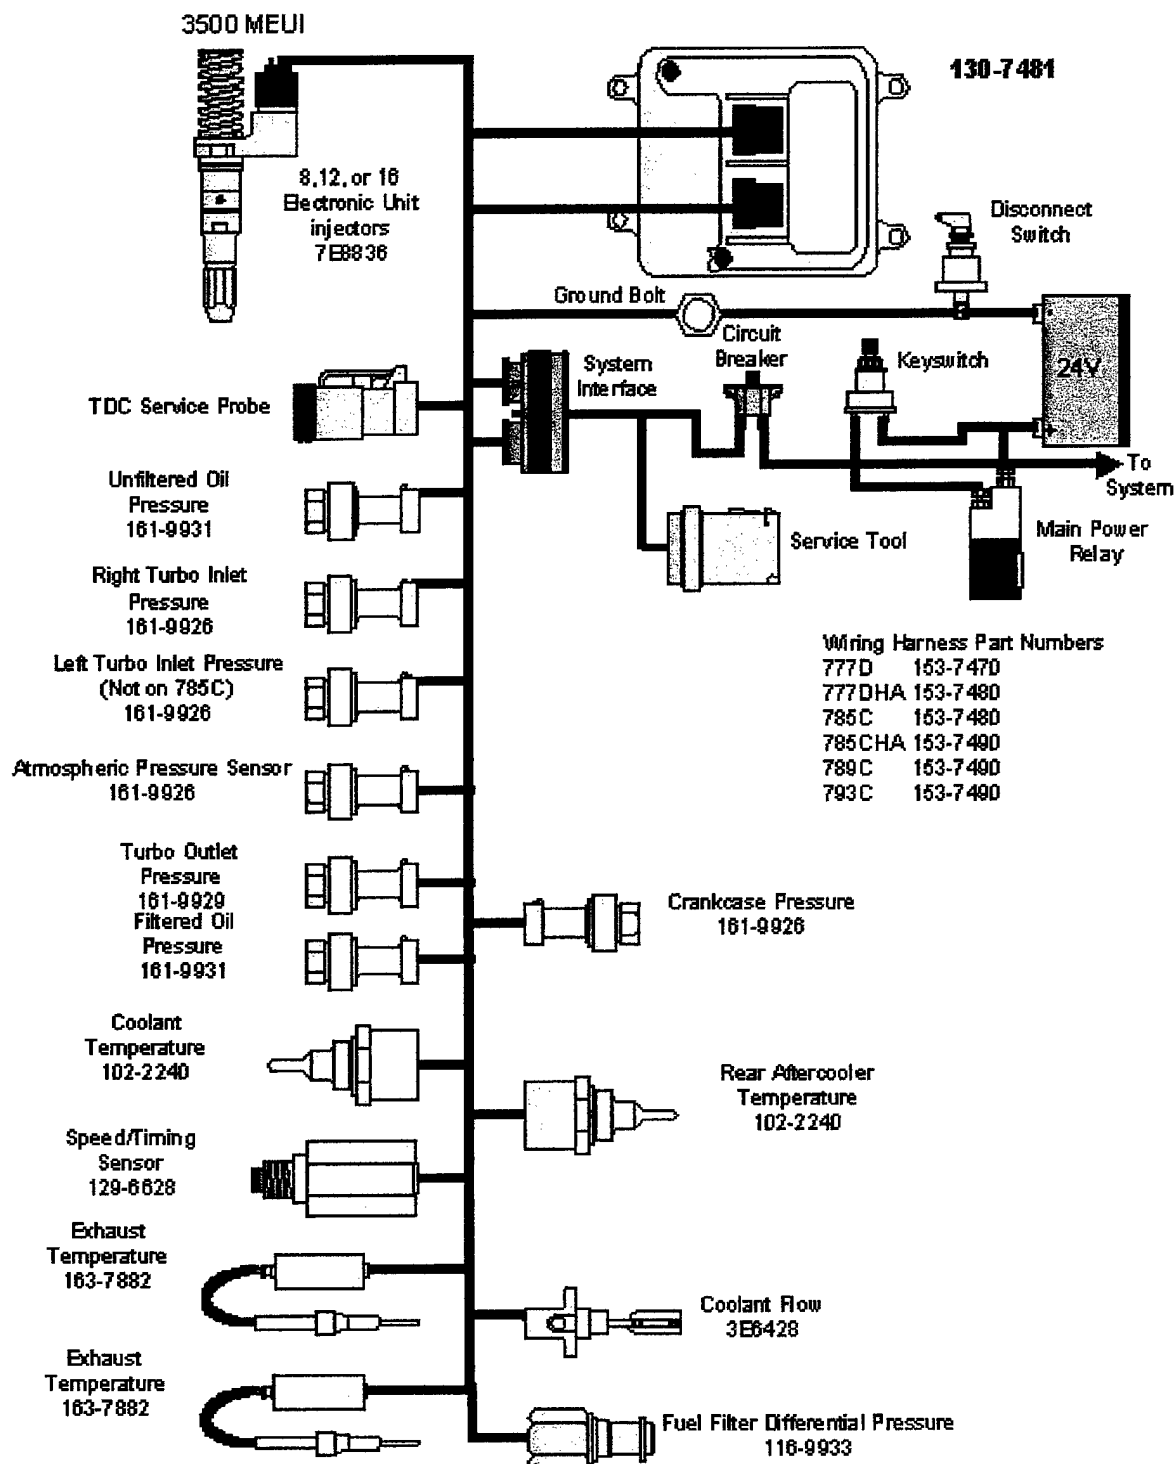 3500 MEUI
130-7481
8,12, or 16
Electronic Unit
injectors
7E8836
Disconnect
Switch
Ground Bolt
Circuit
Breaker
Keyswitch
-
24V
+
System
Interface
TDC Service Probe
To
System
Unfiltered Oil
Pressure
161-9931
Service Tool
Main Power
Relay
Right Turbo Inlet
Pressure
161-9926
Left Turbo Inlet Pressure
(Not on 785C)
161-9926
Wiring Harness Part Numbers
777D 153-7470
777DHA 153-7480
785C 153-7480
785CHA 153-7490
789C 153-7490
793C 153-7490
Atmospheric Pressure Sensor
161-9926
Turbo Outlet
Pressure
161-9929
Filtered Oil
Pressure
161-9931
Crankcase Pressure
161-9926
Coolant
Temperature
102-2240
Rear Aftercooler
Temperature
102-2240
Speed/Timing
Sensor
129-6628
Exhaust
Temperature
163-7882
Coolant Flow
3E6428
Exhaust
Temperature
163-7882
Fuel Filter Differential Pressure
116-9933